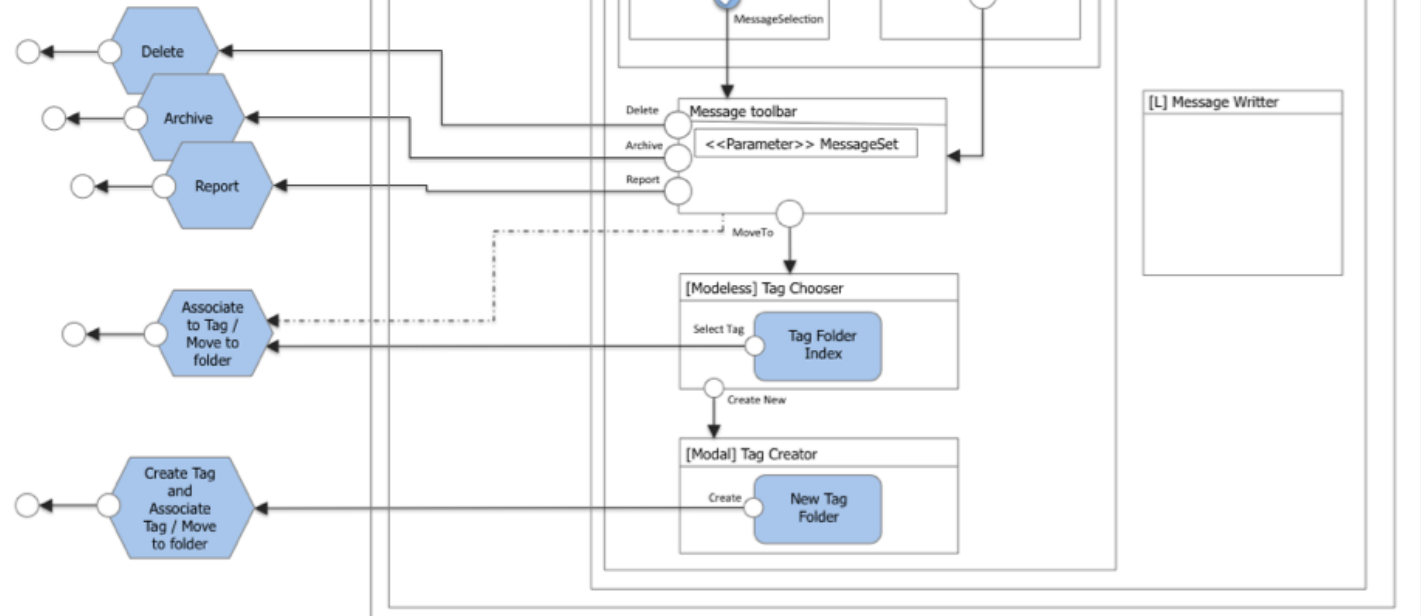 MessageSelection
Delete
Archive
Report
Delete
Archive
Report
Message toolbar
<<Parameter>> MessageSet
[L] Message Writter
MoveTo
Associate
to Tag /
Move to
folder
[Modeless] Tag Chooser
Select Tag
Tag Folder
Index
Create New
[Modal] Tag Creator
Create
New Tag
Folder
Create Tag
and
Associate
Tag / Move
to folder